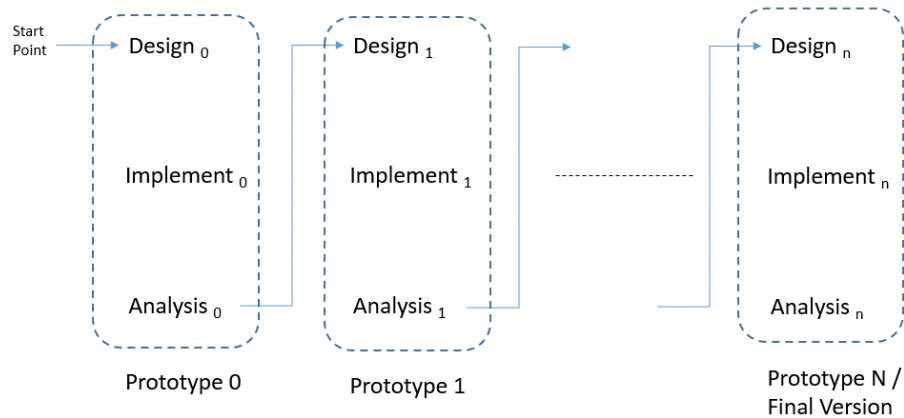 Start
Point
Design 0
Design 1
Design n
Implement 0
Implement 1
Implement n
Analysis 0
Analysis 1
Analysis n
Prototype 0
Prototype 1
Prototype N /
Final Version